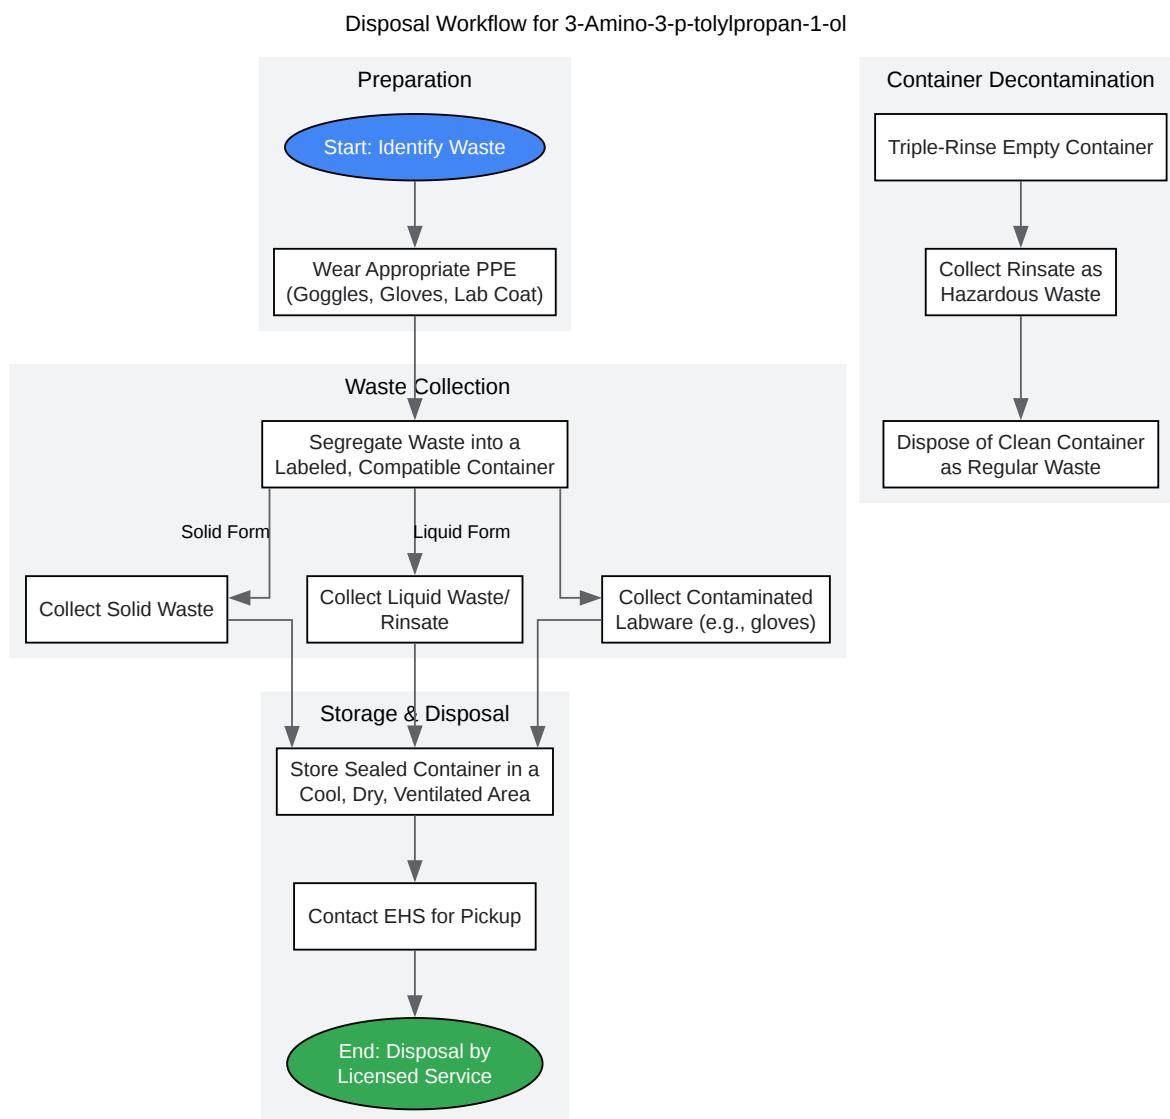 Disposal Workflow for 3-Amino-3-p-tolylpropan-1-ol
Preparation
Start: Identify Waste
Wear Appropriate PPE
(Goggles, Gloves, Lab Coat)
Waste Collection
Segregate Waste into a
Labeled, Compatible Container
Solid Form
Liquid Form
Collect Solid Waste
Collect Liquid Waste/
Rinsate
Collect Contaminated
Labware (e.g., gloves)
Storage & Disposal
Store Sealed Container in a
Cool, Dry, Ventilated Area
Contact EHS for Pickup
End: Disposal by
Licensed Service
Container Decontamination
Triple-Rinse Empty Container
Collect Rinsate as
Hazardous Waste
Dispose of Clean Container
as Regular Waste